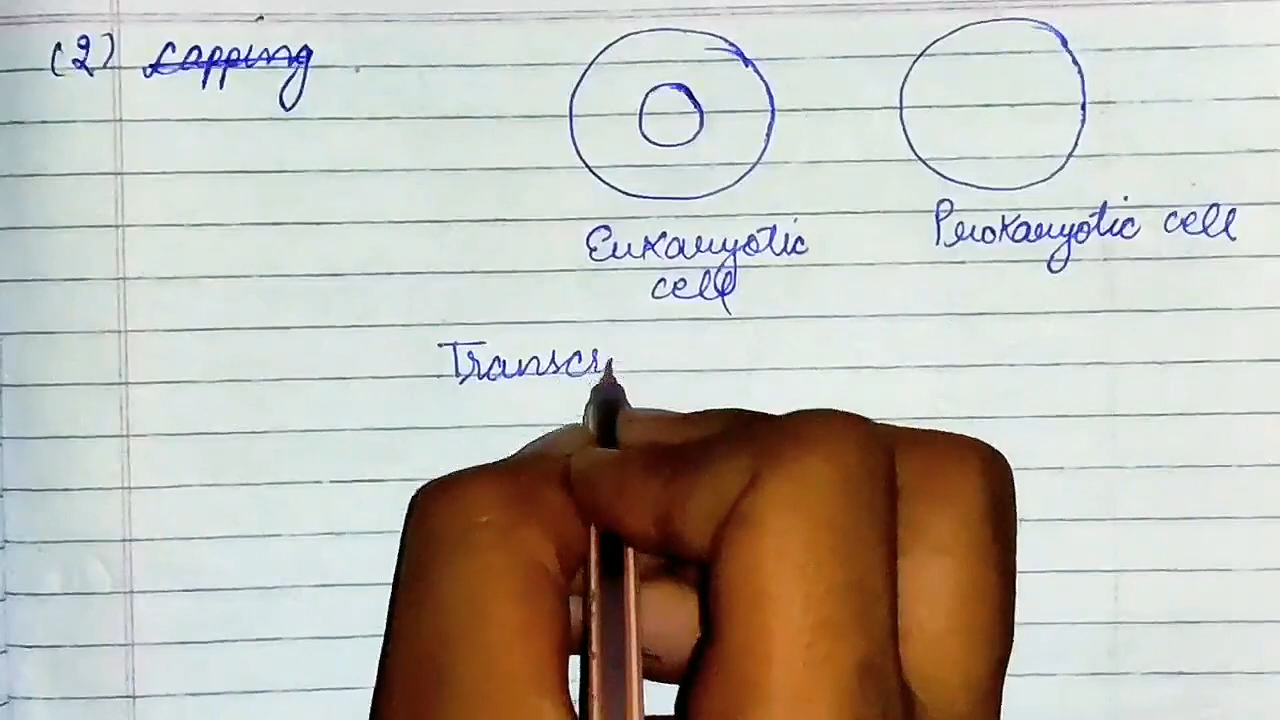 (2) capping
Eukaryotic
cell
Prokaryotic cell
Transcr